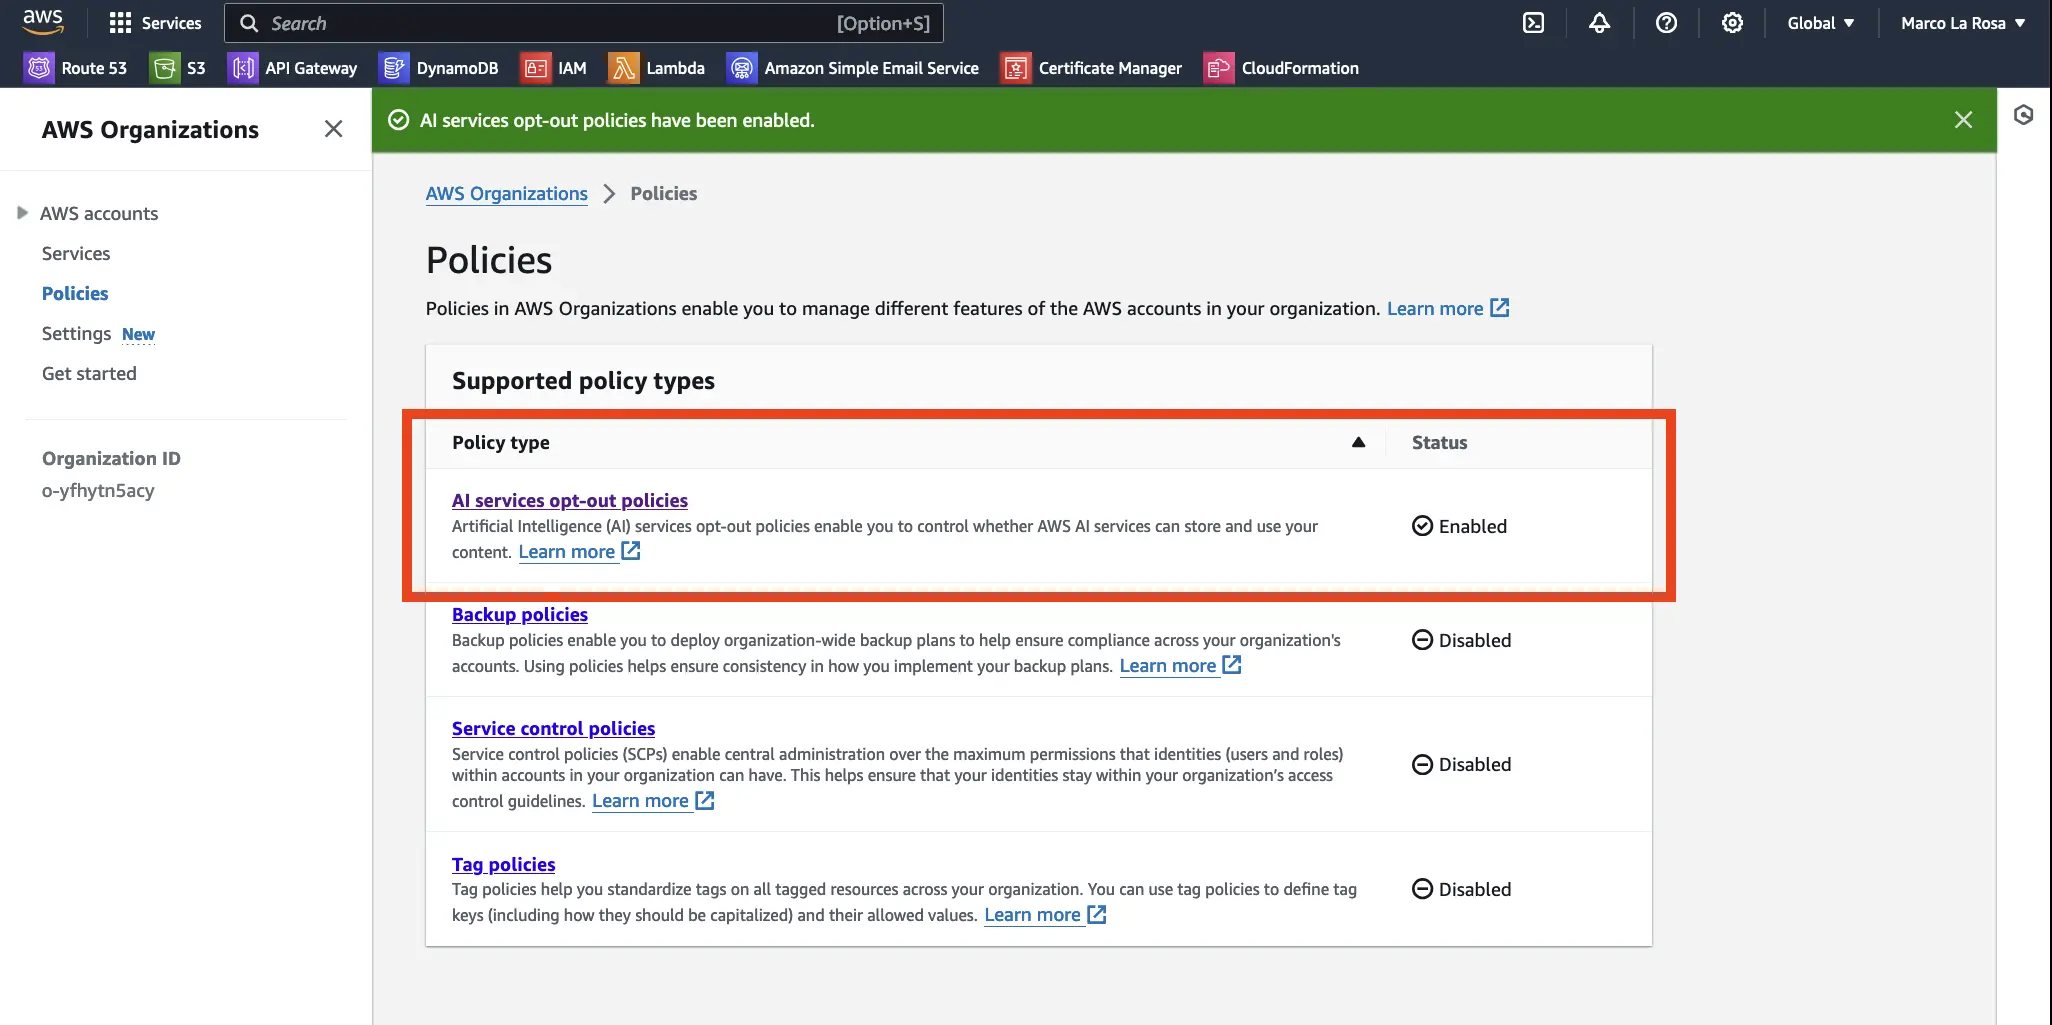 aws
Services
Search
[Option+S]
Global
Marco La Rosa
Route 53
S3
API Gateway
DynamoDB
IAM
Lambda
Amazon Simple Email Service
Certificate Manager
CloudFormation
AWS Organizations
AWS accounts
Services
Policies
Settings New
Get started
Organization ID
o-yfhytn5acy
AI services opt-out policies have been enabled.
AWS Organizations > Policies
Policies
Policies in AWS Organizations enable you to manage different features of the AWS accounts in your organization. Learn more
Supported policy types
Policy type
Status
AI services opt-out policies
Artificial Intelligence (AI) services opt-out policies enable you to control whether AWS AI services can store and use your
content. Learn more
Enabled
Backup policies
Backup policies enable you to deploy organization-wide backup plans to help ensure compliance across your organization's
accounts. Using policies helps ensure consistency in how you implement your backup plans. Learn more
Disabled
Service control policies
Service control policies (SCPs) enable central administration over the maximum permissions that identities (users and roles)
within accounts in your organization can have. This helps ensure that your identities stay within your organization's access
control guidelines. Learn more
Disabled
Tag policies
Tag policies help you standardize tags on all tagged resources across your organization. You can use tag policies to define tag
keys (including how they should be capitalized) and their allowed values. Learn more
Disabled